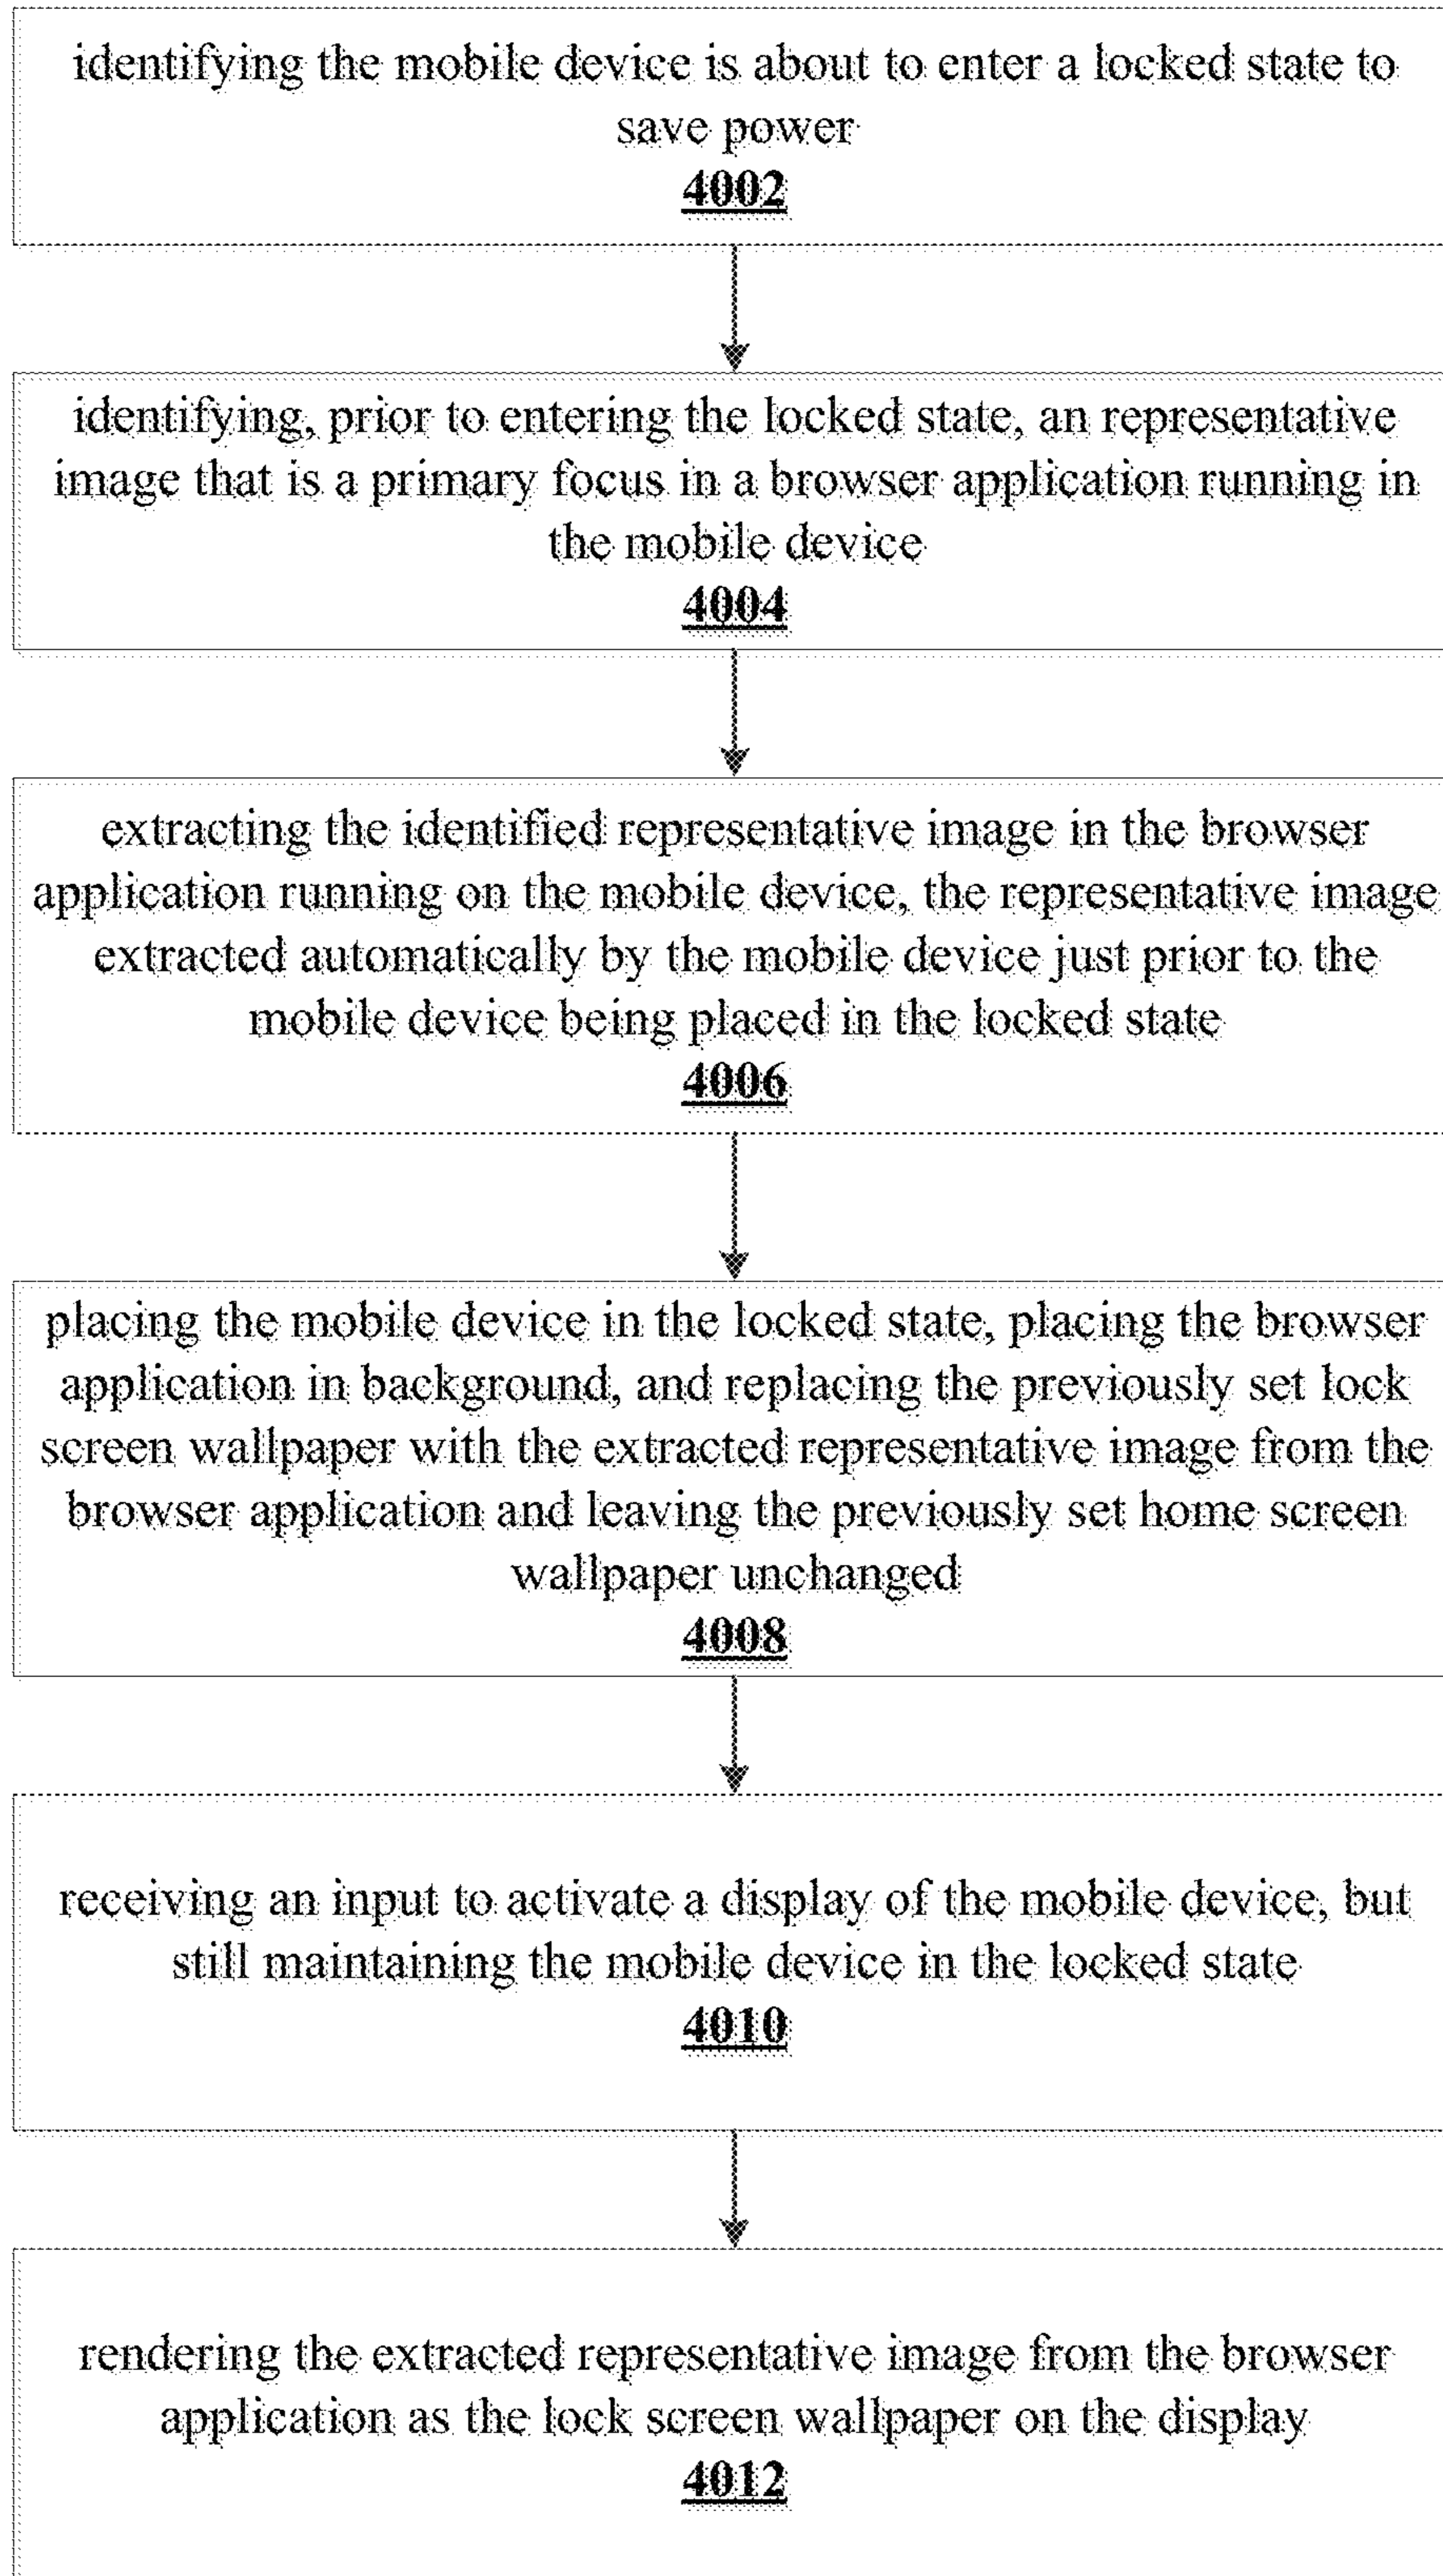 identifying the mobile device is about to enter a locked state to
save power
4002
identifying, prior to entering the locked state, an representative
image that is a primary focus in a browser application running in
the mobile device
4004
extracting the identified representative image in the browser
application running on the mobile device, the representative image
extracted automatically by the mobile device just prior to the
mobile device being placed in the locked state
4006
placing the mobile device in the locked state, placing the browser
application in background, and replacing the previously set lock
screen wallpaper with the extracted representative image from the
browser application and leaving the previously set home screen
wallpaper unchanged
4008
receiving an input to activate a display of the mobile device, but
still maintaining the mobile device in the locked state
4010
rendering the extracted representative image from the browser
application as the lock screen wallpaper on the display
4012